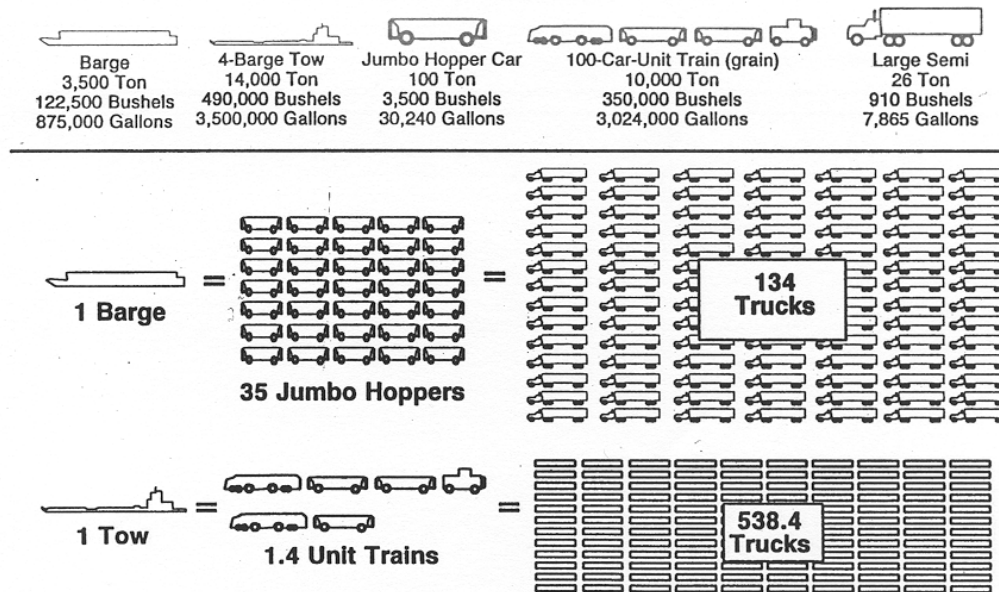 Barge
3,500 Ton
122,500 Bushels
875,000 Gallons
4-Barge Tow
14,000 Ton
490,000 Bushels
3,500,000 Gallons
Jumbo Hopper Car
100 Ton
3,500 Bushels
30,240 Gallons
100-Car-Unit Train (grain)
10,000 Ton
350,000 Bushels
3,024,000 Gallons
Large Semi
26 Ton
910 Bushels
7,865 Gallons
1 Barge
=
35 Jumbo Hoppers
=
134
Trucks
1 Tow
=
1.4 Unit Trains
=
538.4
Trucks